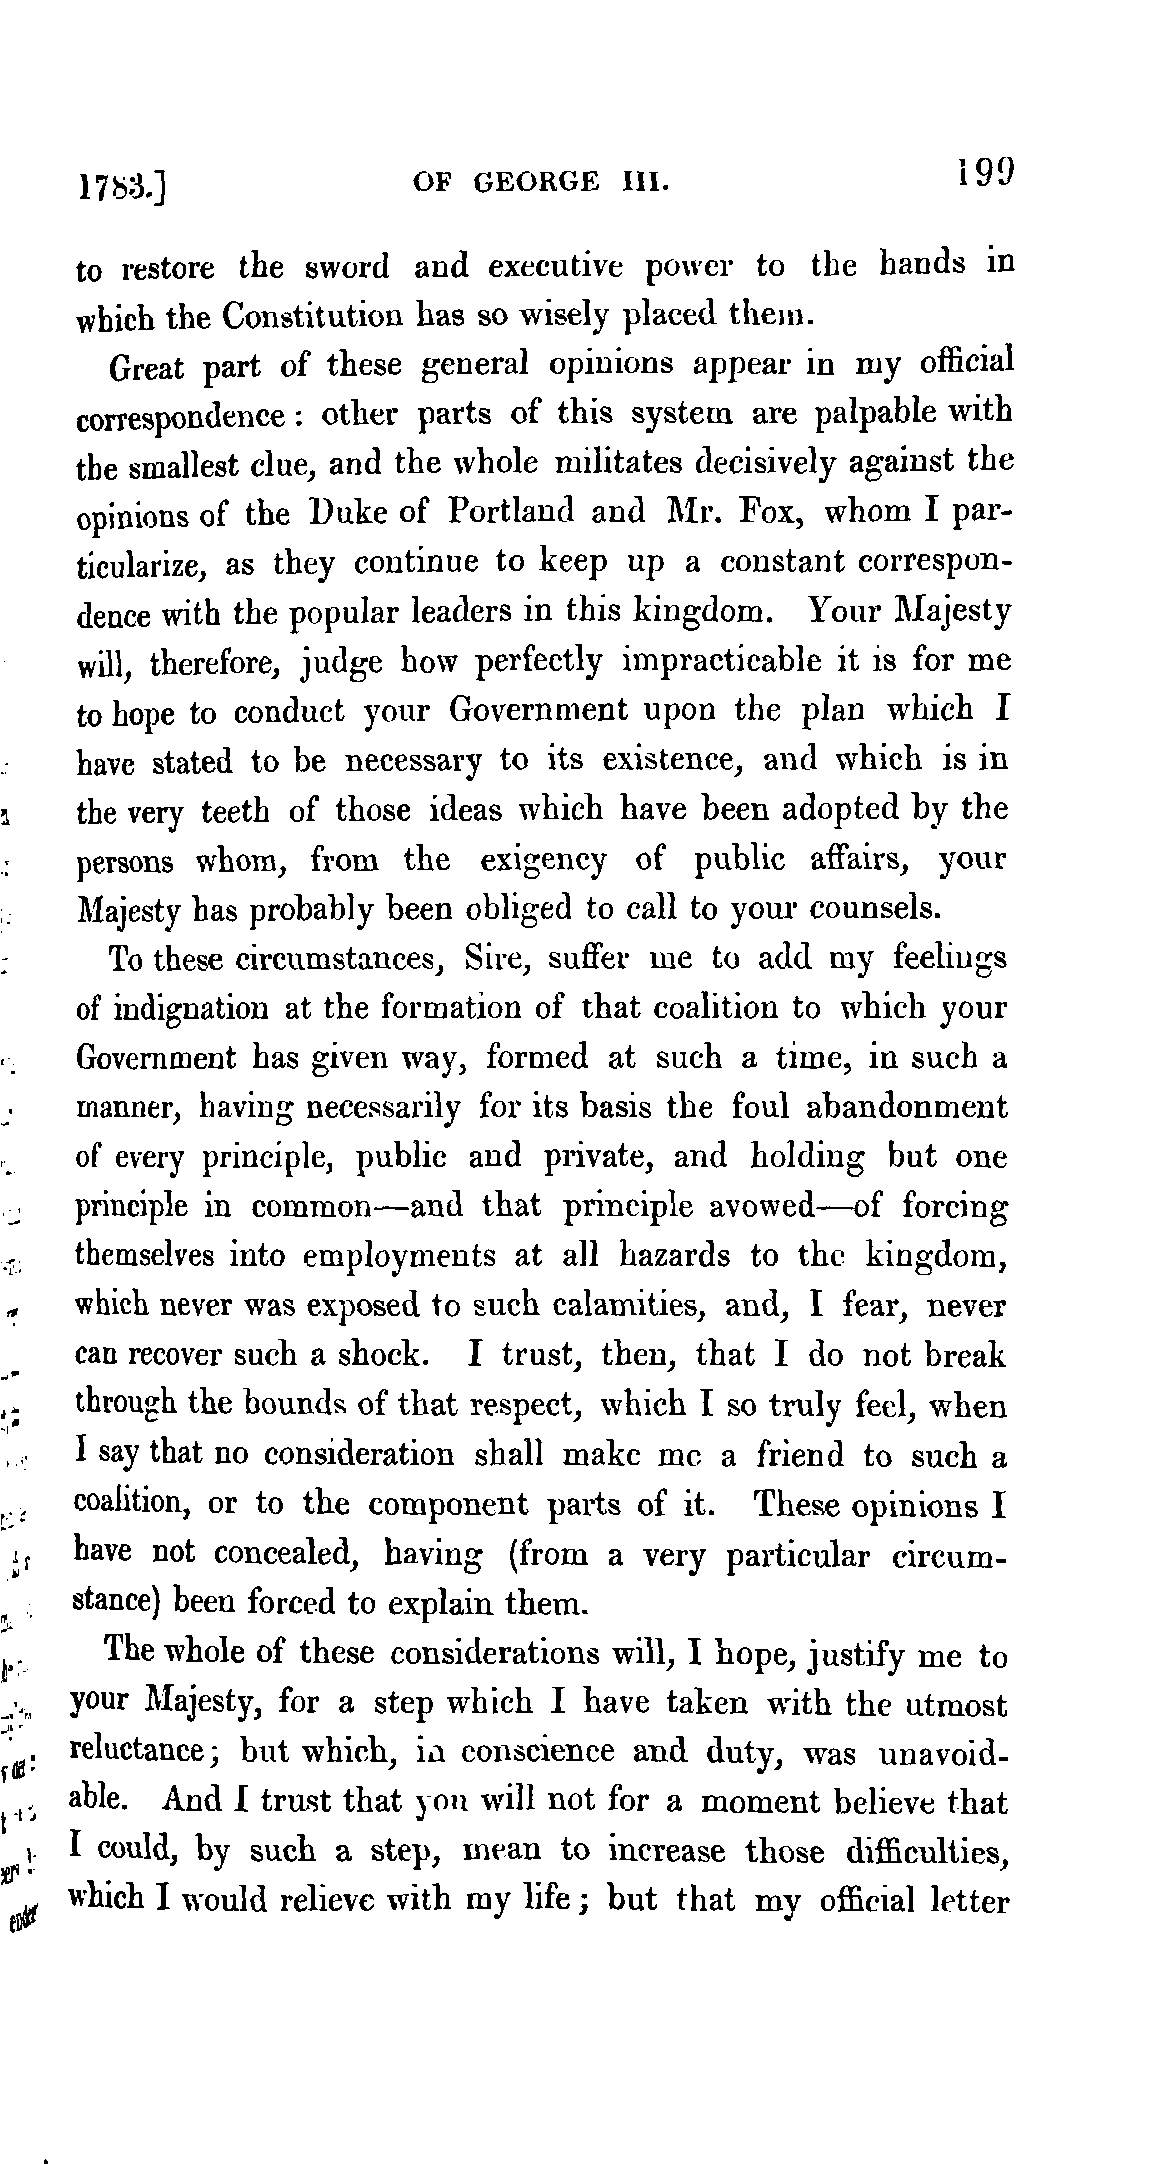 1783.] OF GEORGE III. 199
to restore the sword and executive power to the hands in
which the Constitution has so wisely placed them.
Great part of these general opinions appear in my official
correspondence: other parts of this system are palpable with
the smallest clue, and the whole militates decisively against the
opinions of the Duke of Portland and Mr. Fox, whom I par-
ticularize, as they continue to keep up a constant correspon-
dence with the popular leaders in this kingdom. Your Majesty
will, therefore, judge how perfectly impracticable it is for me
to hope to conduct your Government upon the plan which I
have stated to be necessary to its existence, and which is in
the very teeth of those ideas which have been adopted by the
persons whom, from the exigency of public affairs, your
Majesty has probably been obliged to call to your counsels.
To these circumstances, Sire, suffer me to add my feelings
of indignation at the formation of that coalition to which your
Government has given way, formed at such a time, in such a
manner, having necessarily for its basis the foul abandonment
of every principle, public and private, and holding but one
principle in common—and that principle avowed—of forcing
themselves into employments at all hazards to the kingdom,
which never was exposed to such calamities, and, I fear, never
can recover such a shock. I trust, then, that I do not break
through the bounds of that respect, which I so truly feel, when
I say that no consideration shall make me a friend to such a
coalition, or to the component parts of it. These opinions I
have not concealed, having (from a very particular circum-
stance) been forced to explain them.
The whole of these considerations will, I hope, justify me to
your Majesty, for a step which I have taken with the utmost
reluctance; but which, in conscience and duty, was unavoid-
able. And I trust that you will not for a moment believe that
I could, by such a step, mean to increase those difficulties,
which I would relieve with my life; but that my official letter